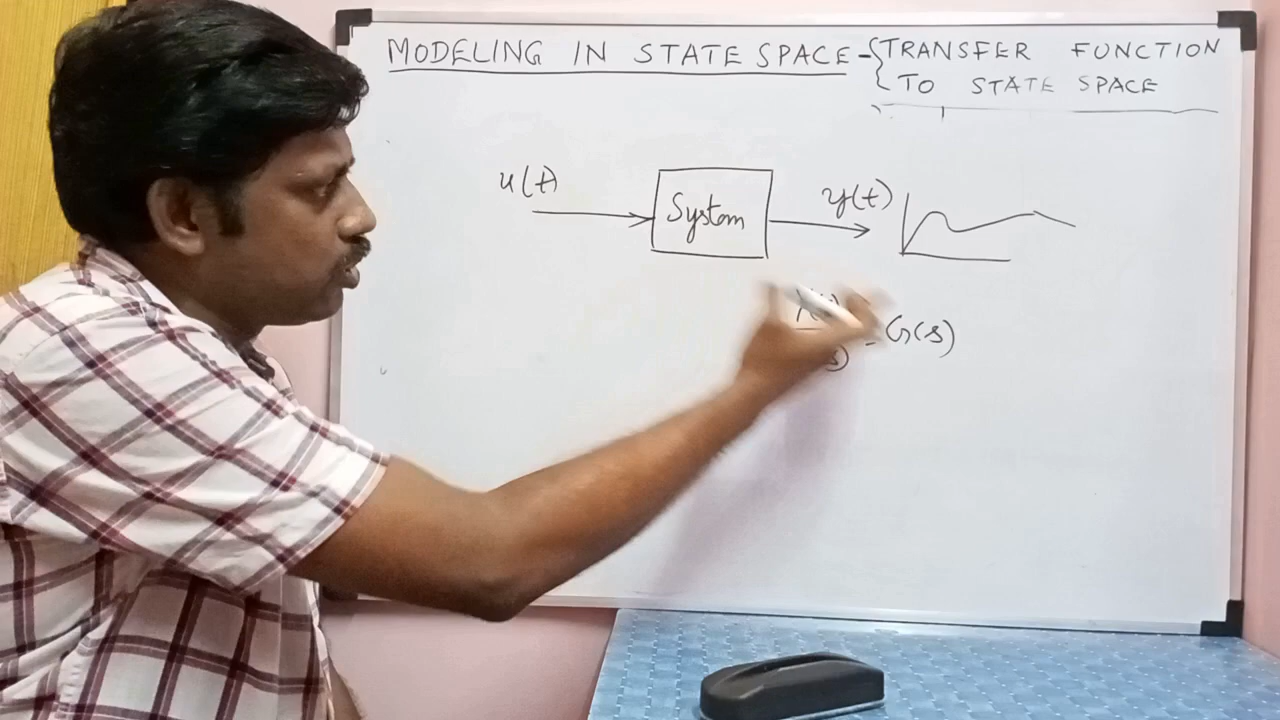 MODELING IN STATE SPACE - { TRANSFER FUNCTION
TO STATE SPACE
u(t)
System
y(t)
= G(s)